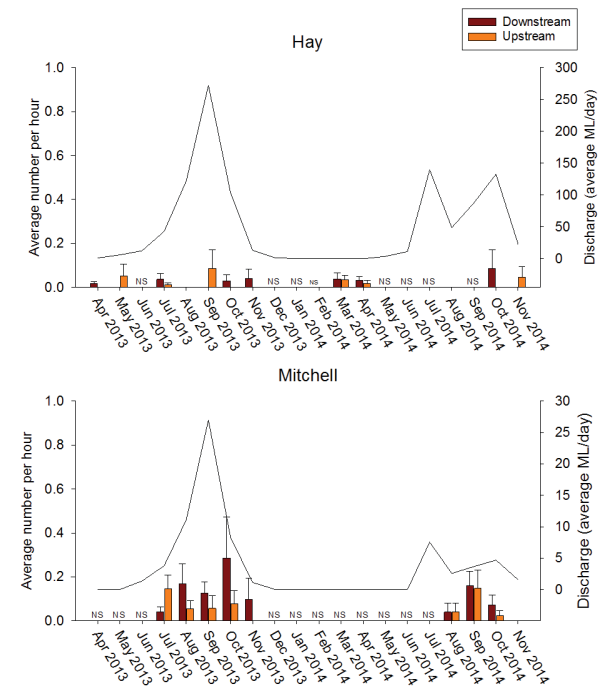 Downstream
Upstream
Hay
1.0
0.8
0.6
0.4
0.2
0.0
Average number per hour
300
250
200
150
100
50
0
Discharge (average ML/day)
NS
NS
NS
NS
NS
NS
NS
NS
Apr 2013
May 2013
Jun 2013
Jul 2013
Aug 2013
Sep 2013
Oct 2013
Nov 2013
Dec 2013
Jan 2014
Feb 2014
Mar 2014
Apr 2014
May 2014
Jun 2014
Jul 2014
Aug 2014
Sep 2014
Oct 2014
Nov 2014
Mitchell
1.0
0.8
0.6
0.4
0.2
0.0
Average number per hour
30
25
20
15
10
5
0
Discharge (average ML/day)
NS
NS
NS
NS
NS
NS
NS
NS
NS
NS
NS
Apr 2013
May 2013
Jun 2013
Jul 2013
Aug 2013
Sep 2013
Oct 2013
Nov 2013
Dec 2013
Jan 2014
Feb 2014
Mar 2014
Apr 2014
May 2014
Jun 2014
Jul 2014
Aug 2014
Sep 2014
Oct 2014
Nov 2014